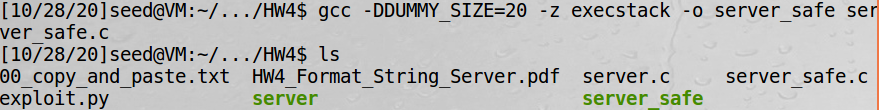 [10/28/20]seed@VM:~/.../HW4$ gcc -DDUMMY_SIZE=20 -z execstack -o server_safe ser
ver_safe.c
[10/28/20]seed@VM:~/.../HW4$ ls
00_copy_and_paste.txt  HW4_Format_String_Server.pdf  server.c     server_safe.c
exploit.py             server                        server_safe